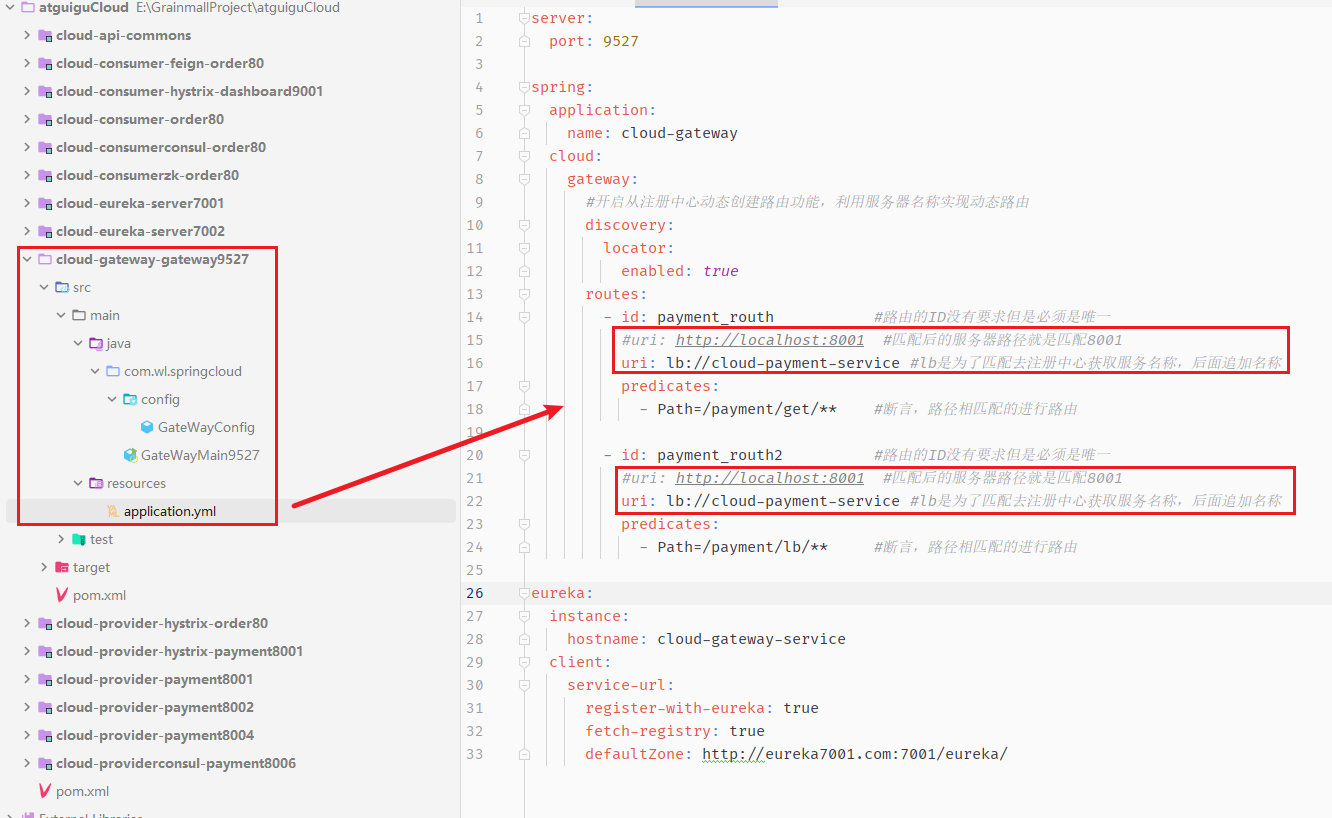 atguiguCloud E:\GrainmallProject\atguiguCloud
cloud-api-commons
cloud-consumer-feign-order80
cloud-consumer-hystrix-dashboard9001
cloud-consumer-order80
cloud-consumerconsul-order80
cloud-consumerzk-order80
cloud-eureka-server7001
cloud-eureka-server7002
cloud-gateway-gateway9527
src
main
java
com.wl.springcloud
config
GateWayConfig
GateWayMain9527
resources
application.yml
test
target
pom.xml
cloud-provider-hystrix-order80
cloud-provider-hystrix-payment8001
cloud-provider-payment8001
cloud-provider-payment8002
cloud-provider-payment8004
cloud-providerconsul-payment8006
pom.xml
External Libraries
1 server:
2 port: 9527
3
4 spring:
5 application:
6 name: cloud-gateway
7 cloud:
8 gateway:
9 #开启从注册中心动态创建路由功能，利用服务器名称实现动态路由
10 discovery:
11 locator:
12 enabled: true
13 routes:
14 - id: payment_routh #路由的ID没有要求但是必须是唯一
15 #uri: http://localhost:8001 #匹配后的服务器路径就是匹配8001
16 uri: lb://cloud-payment-service #lb是为了匹配去注册中心获取服务名称，后面追加名称
17 predicates:
18 - Path=/payment/get/** #断言，路径相匹配的进行路由
19
20 - id: payment_routh2 #路由的ID没有要求但是必须是唯一
21 #uri: http://localhost:8001 #匹配后的服务器路径就是匹配8001
22 uri: lb://cloud-payment-service #lb是为了匹配去注册中心获取服务名称，后面追加名称
23 predicates:
24 - Path=/payment/lb/** #断言，路径相匹配的进行路由
25
26 eureka:
27 instance:
28 hostname: cloud-gateway-service
29 client:
30 service-url:
31 register-with-eureka: true
32 fetch-registry: true
33 defaultZone: http://eureka7001.com:7001/eureka/